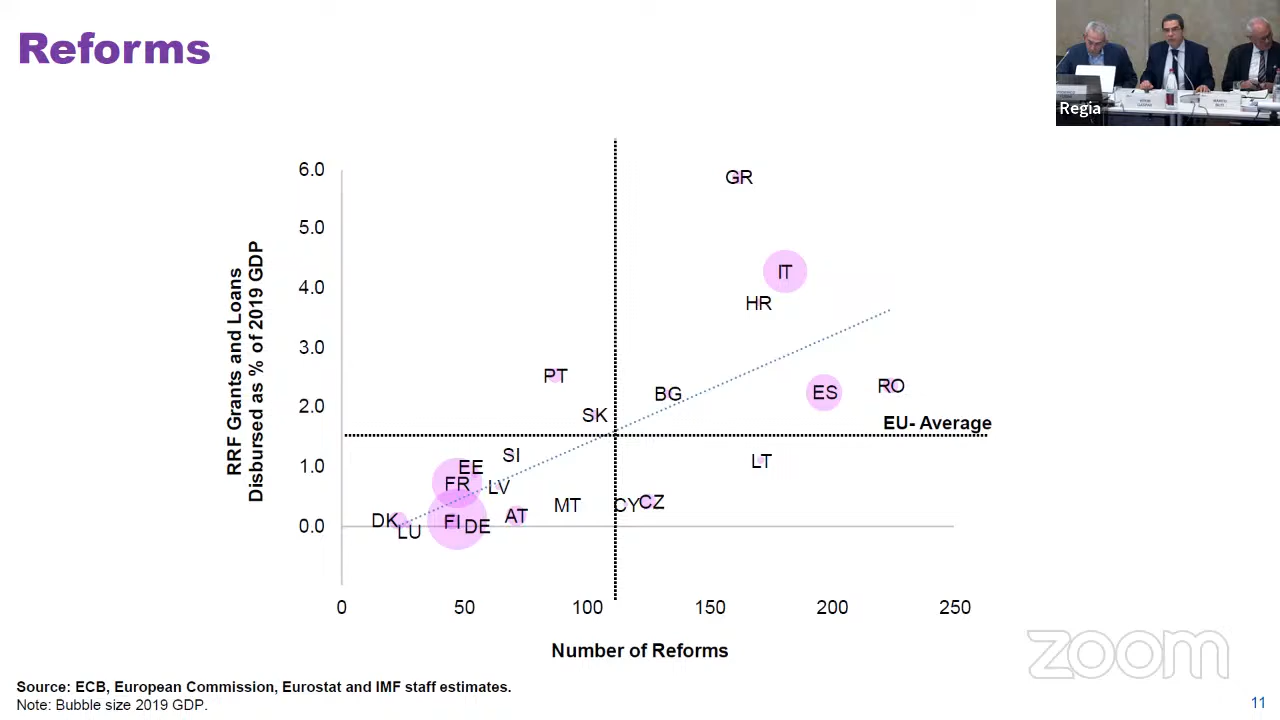 Reforms
Regia
6.0
5.0
4.0
3.0
2.0
1.0
0.0
RRF Grants and Loans
Disbursed as % of 2019 GDP
GR
IT
HR
PT
BG
ES
RO
SK
EU- Average
SI
LT
EE
FR
LV
MT
CY
CZ
DK
LU
FI
DE
AT
0
50
100
150
200
250
Number of Reforms
zoom
Source: ECB, European Commission, Eurostat and IMF staff estimates.
Note: Bubble size 2019 GDP.
11